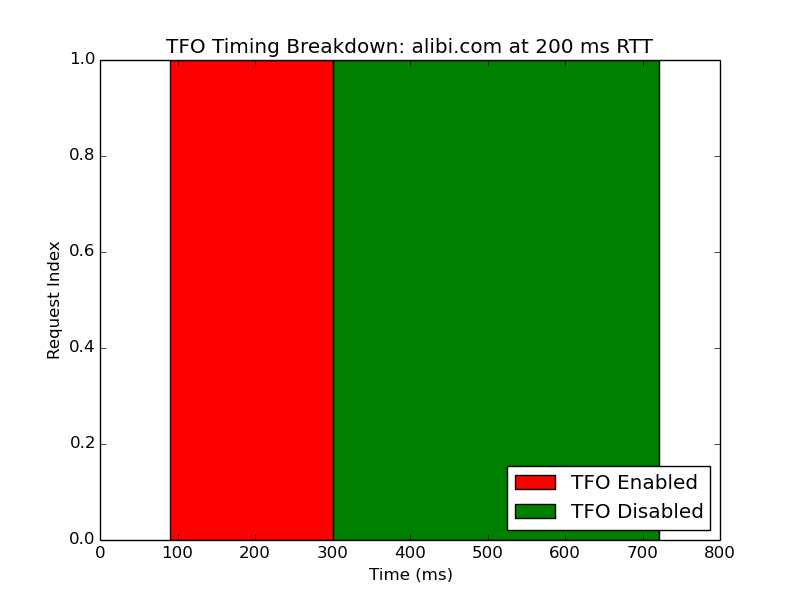 TFO Timing Breakdown: alibi.com at 200 ms RTT
1.0
0.8
0.6
0.4
0.2
0.0
Request Index
TFO Enabled
TFO Disabled
0 100 200 300 400 500 600 700 800
Time (ms)